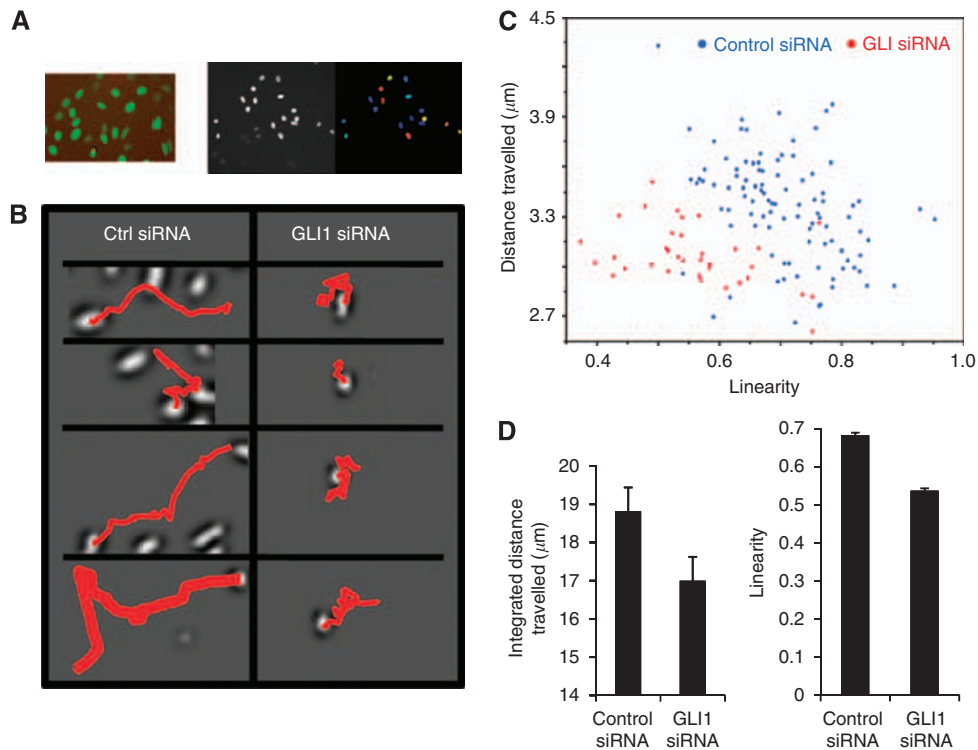 A
B
Ctrl siRNA
GLI1 siRNA
C
Distance travelled (μm)
4.5
3.9
3.3
2.7
Control siRNA
GLI siRNA
0.4
0.6
0.8
1.0
Linearity
D
Integrated distance
travelled (μm)
20
19
18
17
16
15
14
Control
siRNA
GLI1
siRNA
Linearity
0.7
0.6
0.5
0.4
0.3
0.2
0.1
0
Control
siRNA
GLI1
siRNA